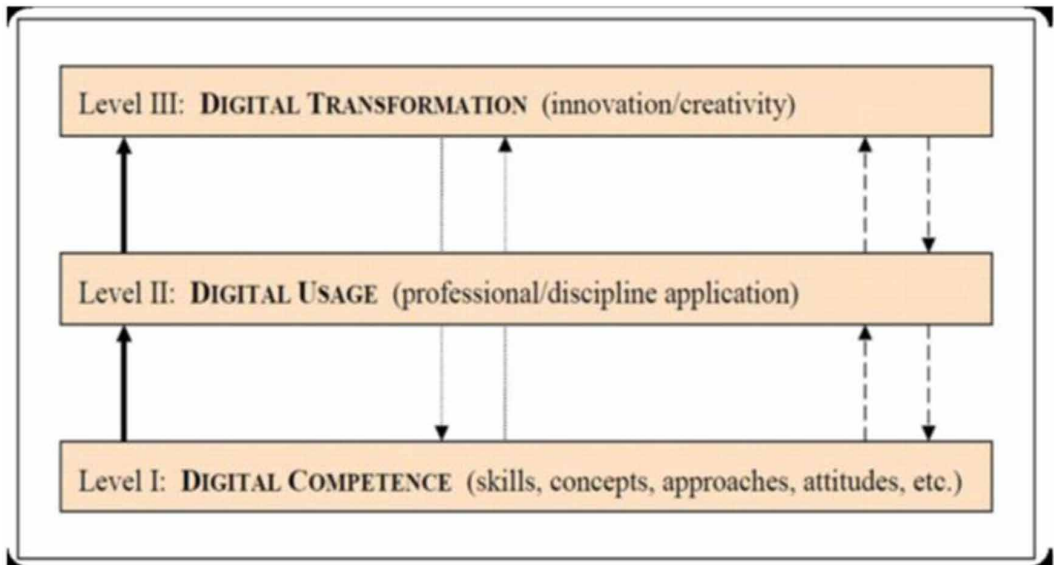 Level III: DIGITAL TRANSFORMATION (innovation/creativity)
Level II: DIGITAL USAGE (professional/discipline application)
Level I: DIGITAL COMPETENCE (skills, concepts, approaches, attitudes, etc.)